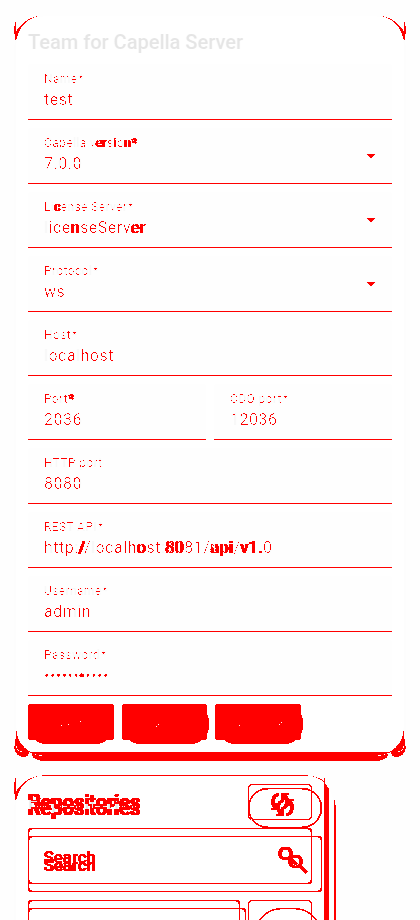 Team for Capella Server
Name*
test
Capella version*
7.0.0
License Server*
licenseServer
Protocol*
ws
Host*
localhost
Port* CDO port*
2036 12036
HTTP port
8080
REST API *
http://localhost:8081/api/v1.0
Username*
admin
Password*
Repositories
Search